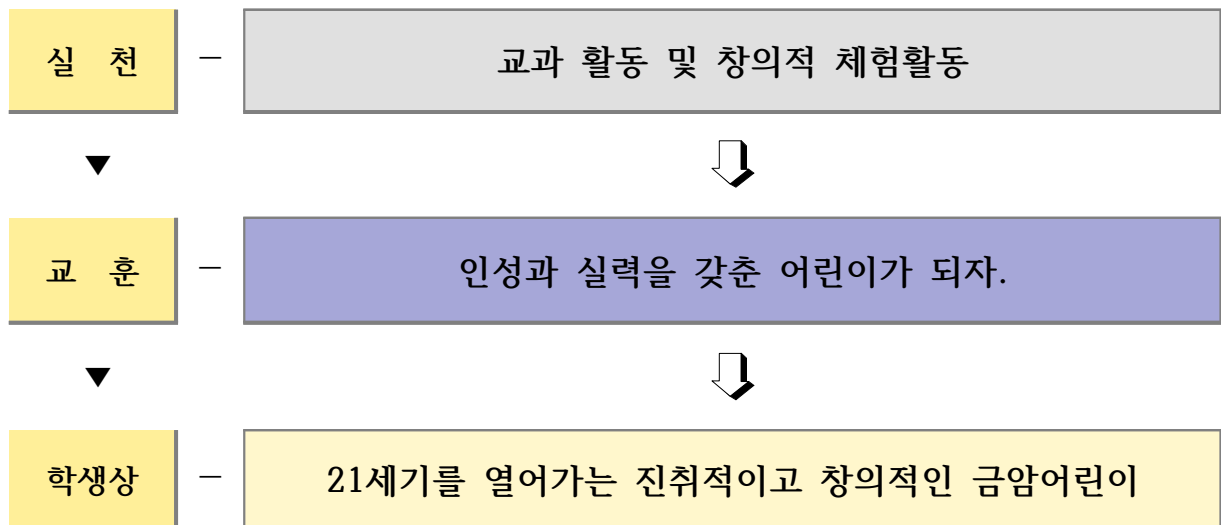 실 천 - 교과 활동 및 창의적 체험활동
▼
교 훈 - 인성과 실력을 갖춘 어린이가 되자.
▼
학생상 - 21세기를 열어가는 진취적이고 창의적인 금암어린이